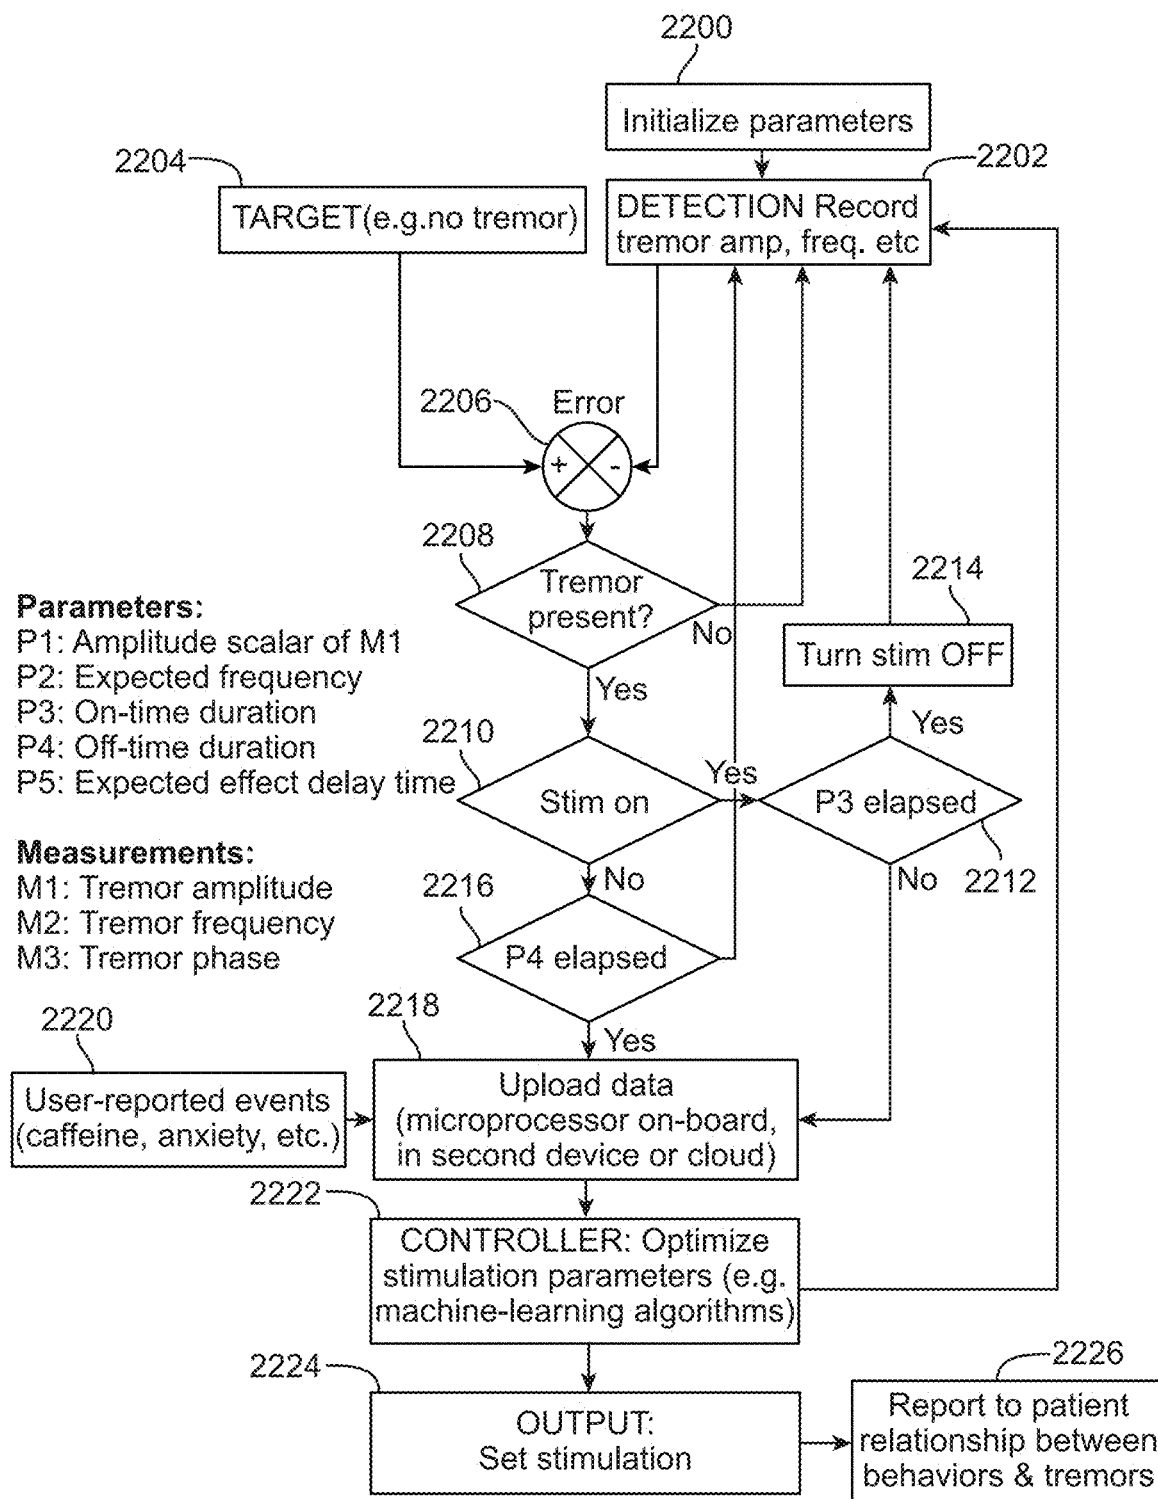 2200
Initialize parameters
2204
2202
TARGET(e.g.no tremor)
DETECTION Record
tremor amp, freq. etc
2206
Error
+
-
2208
Tremor
present?
No
2214
Turn stim OFF
Parameters:
P1: Amplitude scalar of M1
P2: Expected frequency
P3: On-time duration
P4: Off-time duration
P5: Expected effect delay time
Yes
Yes
2210
Stim on
Yes
P3 elapsed
Measurements:
M1: Tremor amplitude
M2: Tremor frequency
M3: Tremor phase
No
No
2212
2216
P4 elapsed
2220
2218
Yes
User-reported events
(caffeine, anxiety, etc.)
Upload data
(microprocessor on-board,
in second device or cloud)
2222
CONTROLLER: Optimize
stimulation parameters (e.g.
machine-learning algorithms)
2224
2226
OUTPUT:
Set stimulation
Report to patient
relationship between
behaviors & tremors